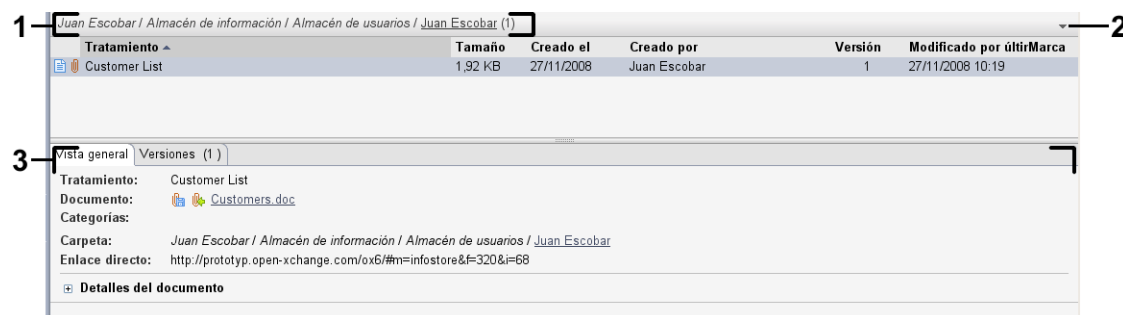 1 Juan Escobar / Almacén de información / Almacén de usuarios / Juan Escobar (1) 2
Tratamiento Tamaño Creado el Creado por Versión Modificado por últirMarca
Customer List 1,92 KB 27/11/2008 Juan Escobar 1 27/11/2008 10:19
3 Vista general Versiones (1)
Tratamiento: Customer List
Documento: Customers.doc
Categorías:
Carpeta: Juan Escobar / Almacén de información / Almacén de usuarios / Juan Escobar
Enlace directo: http://prototyp.open-xchange.com/ox6/#m=infostore&f=320&i=68
Detalles del documento